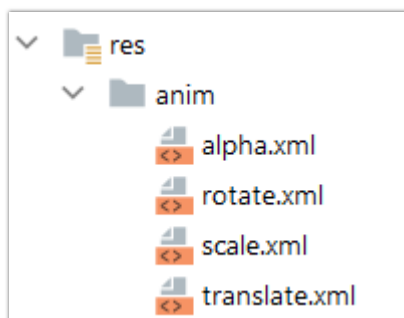 res
anim
alpha.xml
rotate.xml
scale.xml
translate.xml